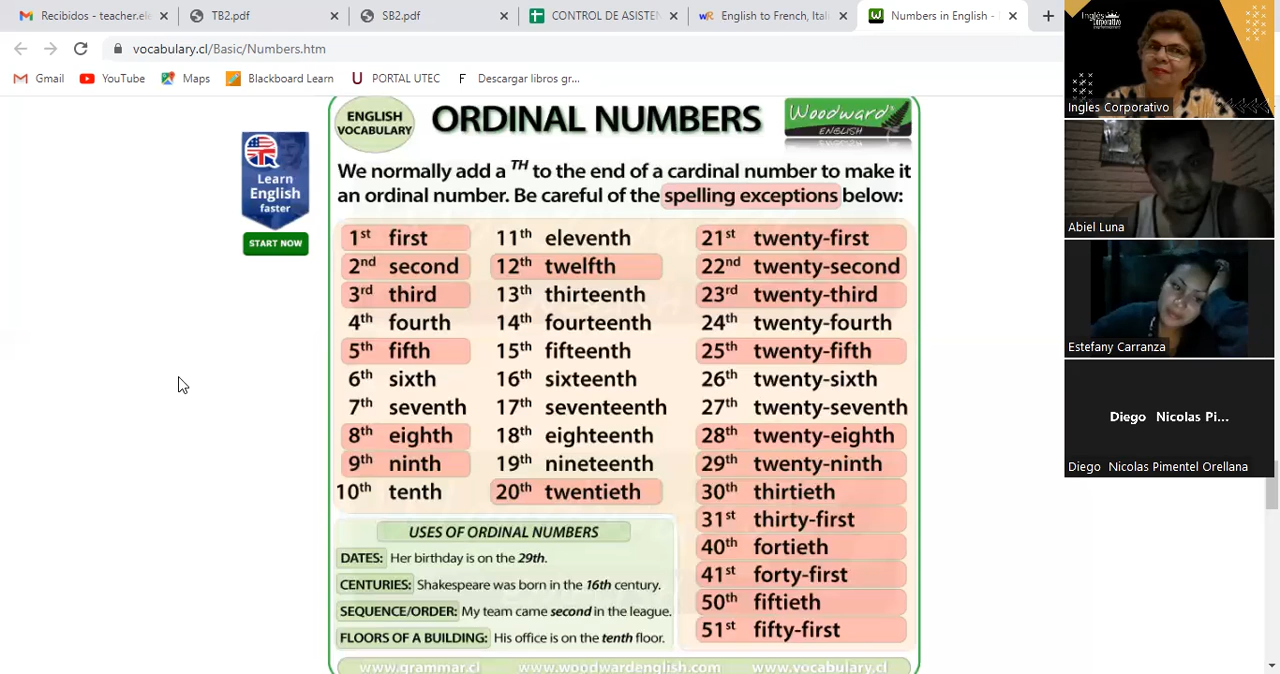 Recibidos - teacher.ele
TB2.pdf
SB2.pdf
CONTROL DE ASISTEN
English to French, Itali
Numbers in English -
vocabulary.cl/Basic/Numbers.htm
Gmail
YouTube
Maps
Blackboard Learn
U PORTAL UTEC
F Descargar libros gr...
ENGLISH
VOCABULARY
ORDINAL NUMBERS
Woodward
ENGLISH
Learn
English
faster
START NOW
We normally add a TH to the end of a cardinal number to make it
an ordinal number. Be careful of the spelling exceptions below:
1st first
2nd second
3rd third
4th fourth
5th fifth
6th sixth
7th seventh
8th eighth
9th ninth
10th tenth
11th eleventh
12th twelfth
13th thirteenth
14th fourteenth
15th fifteenth
16th sixteenth
17th seventeenth
18th eighteenth
19th nineteenth
20th twentieth
21st twenty-first
22nd twenty-second
23rd twenty-third
24th twenty-fourth
25th twenty-fifth
26th twenty-sixth
27th twenty-seventh
28th twenty-eighth
29th twenty-ninth
30th thirtieth
31st thirty-first
40th fortieth
41st forty-first
50th fiftieth
51st fifty-first
USES OF ORDINAL NUMBERS
DATES: Her birthday is on the 29th.
CENTURIES: Shakespeare was born in the 16th century.
SEQUENCE/ORDER: My team came second in the league.
FLOORS OF A BUILDING: His office is on the tenth floor.
www.grammar.cl www.woodwardenglish.com www.vocabulary.cl
Inglés
Corporativo
Ingles Corporativo
Abiel Luna
Estefany Carranza
Diego Nicolas Pi...
Diego Nicolas Pimentel Orellana